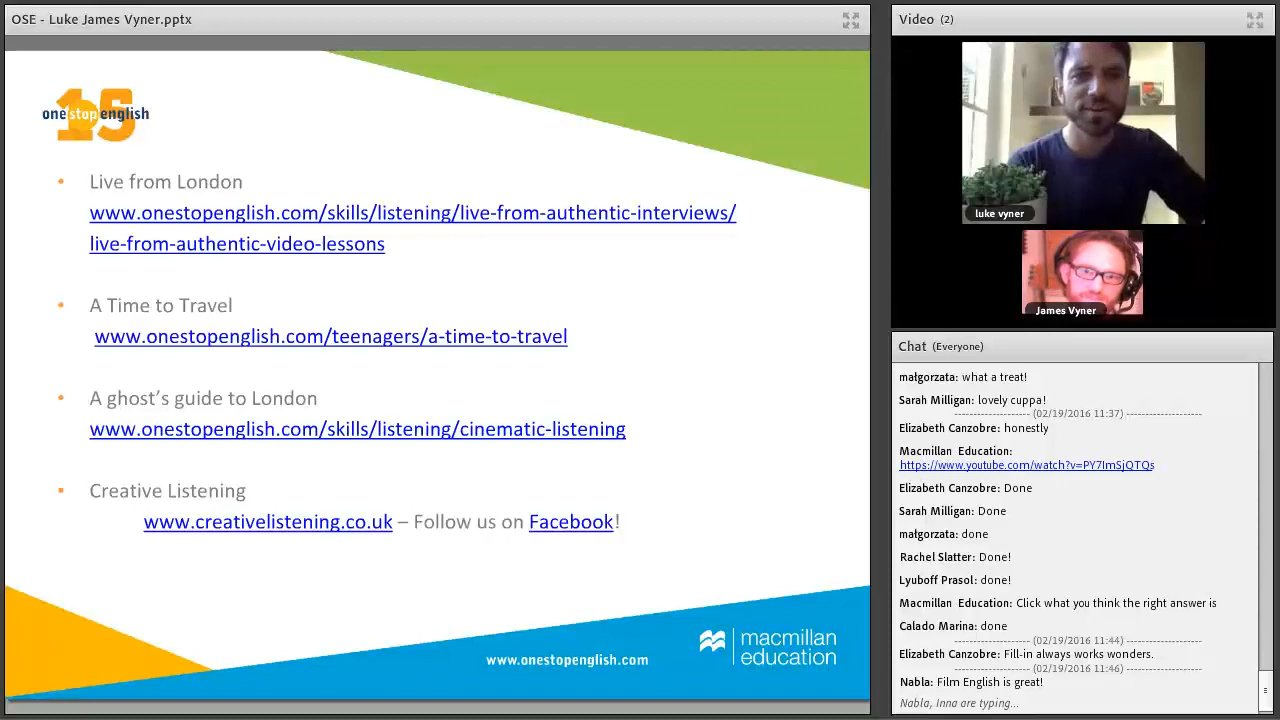 OSE - Luke James Vyner.pptx
15
one stop english
• Live from London
www.onestopenglish.com/skills/listening/live-from-authentic-interviews/
live-from-authentic-video-lessons
• A Time to Travel
www.onestopenglish.com/teenagers/a-time-to-travel
• A ghost’s guide to London
www.onestopenglish.com/skills/listening/cinematic-listening
• Creative Listening
www.creativelistening.co.uk – Follow us on Facebook!
www.onestopenglish.com
macmillan
education
Video (2)
luke vyner
James Vyner
Chat (Everyone)
małgorzata: what a treat!
Sarah Milligan: lovely cuppa!
-------------------- (02/19/2016 11:37) --------------------
Elizabeth Canzobre: honestly
Macmillan Education:
https://www.youtube.com/watch?v=PY7ImSjQTQs
Elizabeth Canzobre: Done
Sarah Milligan: Done
małgorzata: done
Rachel Slatter: Done!
Lyuboff Prasol: done!
Macmillan Education: Click what you think the right answer is
Calado Marina: done
-------------------- (02/19/2016 11:44) --------------------
Elizabeth Canzobre: Fill-in always works wonders.
-------------------- (02/19/2016 11:46) --------------------
Nabla: Film English is great!
Nabla, Inna are typing...